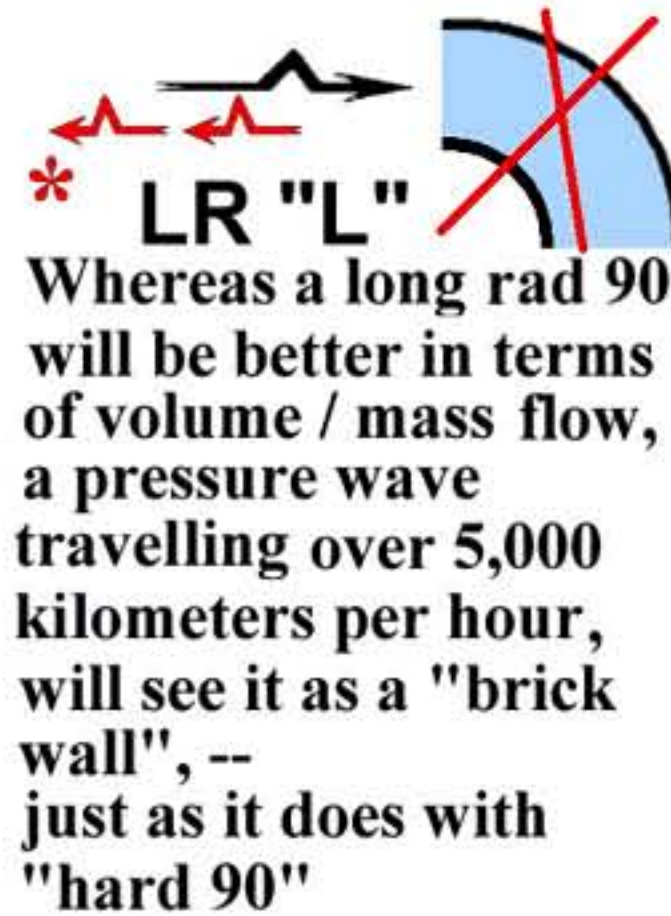 * LR "L"
Whereas a long rad 90
will be better in terms
of volume / mass flow,
a pressure wave
travelling over 5,000
kilometers per hour,
will see it as a "brick
wall", --
just as it does with
"hard 90"